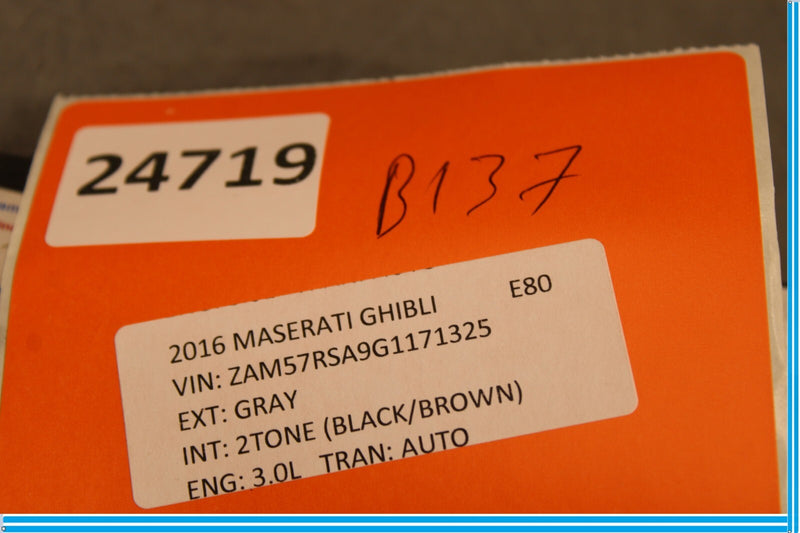 24719
B137
2016 MASERATI GHIBLI E80
VIN: ZAM57RSA9G1171325
EXT: GRAY
INT: 2TONE (BLACK/BROWN)
ENG: 3.0L TRAN: AUTO